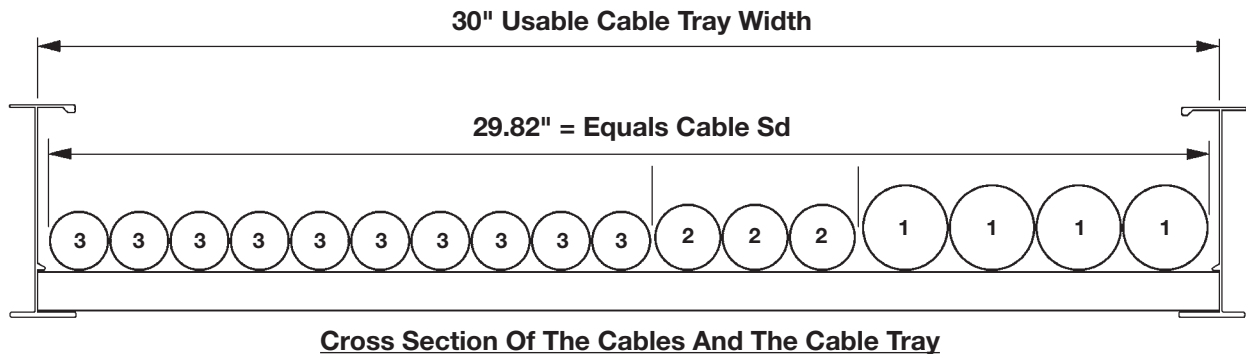 30" Usable Cable Tray Width
29.82" = Equals Cable Sd
3 3 3 3 3 3 3 3 3 3 2 2 2 1 1 1 1
Cross Section Of The Cables And The Cable Tray